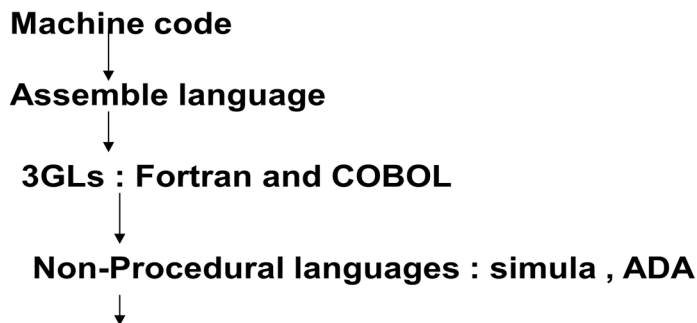 Machine code
Assemble language
3GLs : Fortran and COBOL
Non-Procedural languages : simula , ADA